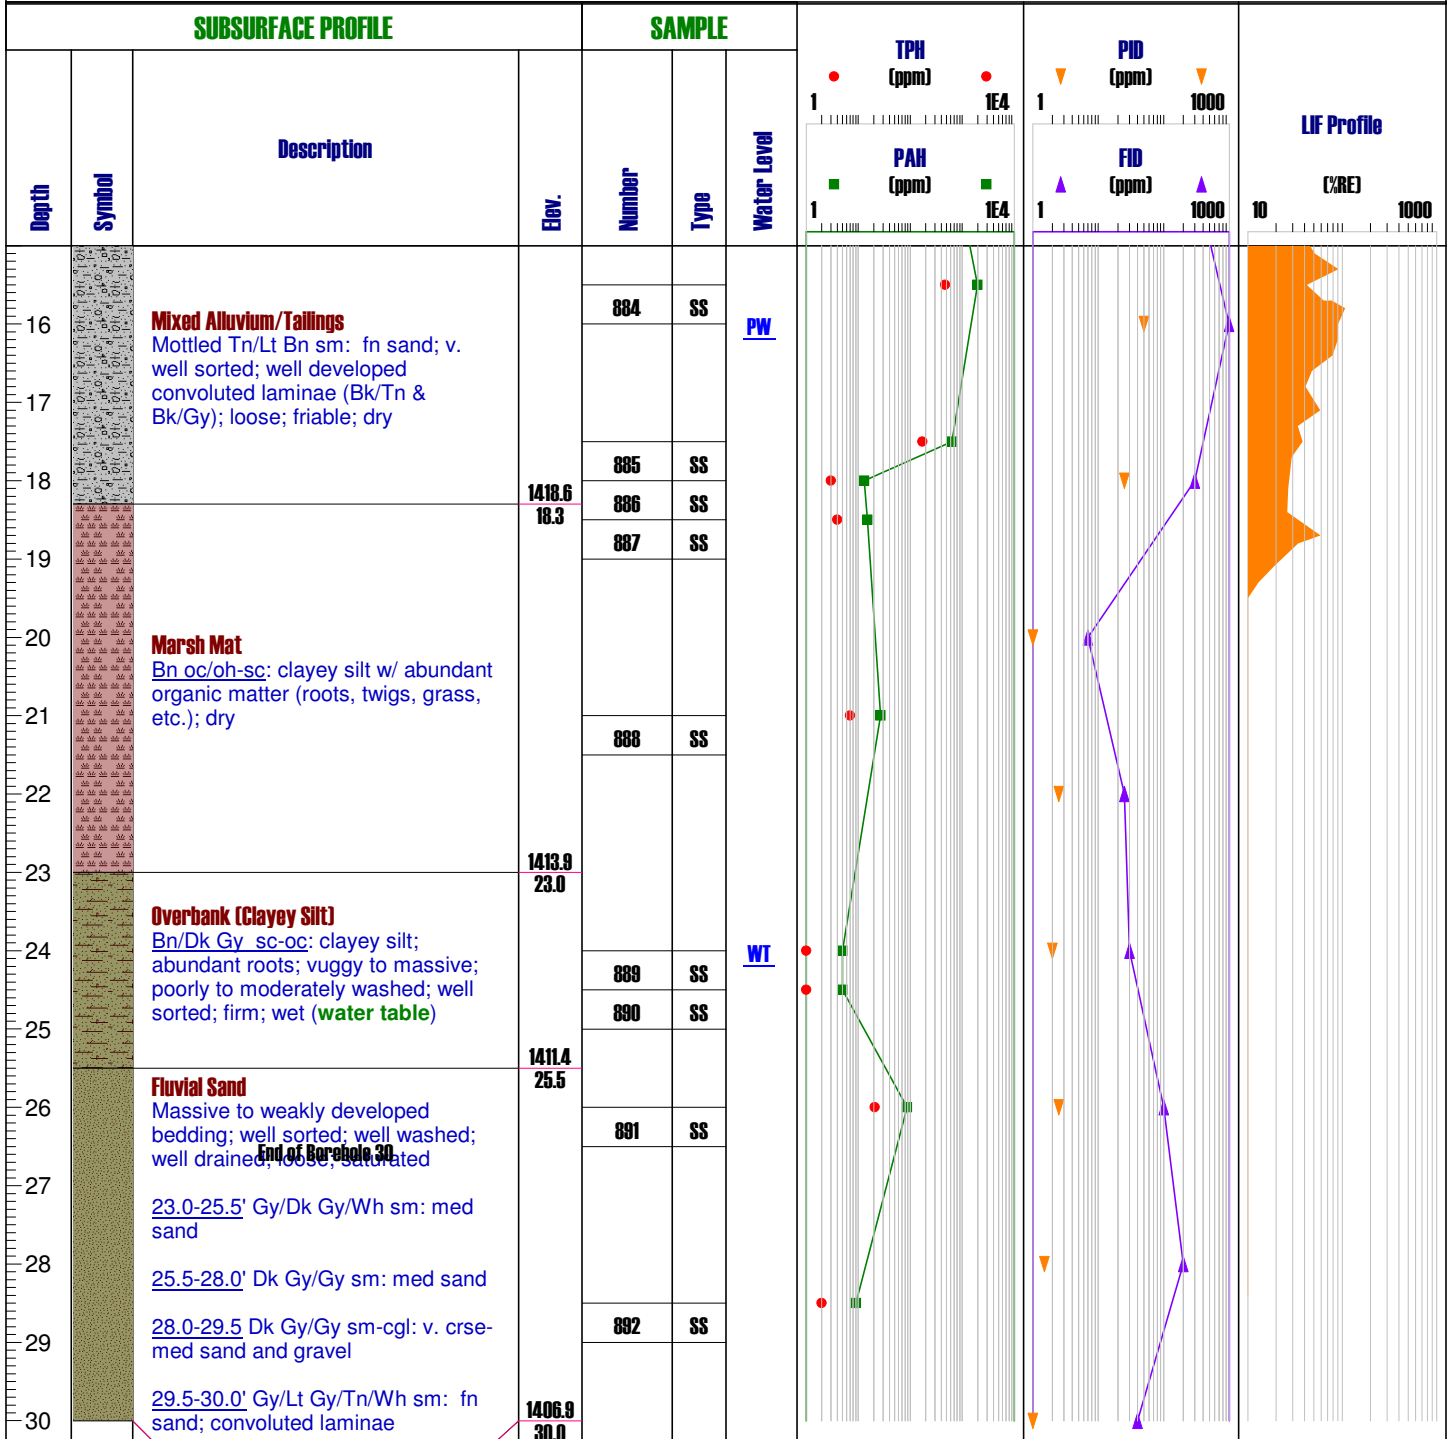 SUBSURFACE PROFILE
SAMPLE
Depth
Symbol
Description
Elev.
Number
Type
Water Level
TPH
(ppm)
1 1E4
PAH
(ppm)
1 1E4
PID
(ppm)
1 1000
FID
(ppm)
1 1000
LIF Profile
(%RE)
10 1000
16
17
18
19
20
21
22
23
24
25
26
27
28
29
30
Mixed Alluvium/Tailings
Mottled Tn/Lt Bn sm: fn sand; v.
well sorted; well developed
convoluted laminae (Bk/Tn &
Bk/Gy); loose; friable; dry
1418.6
18.3
Marsh Mat
Bn oc/oh-sc: clayey silt w/ abundant
organic matter (roots, twigs, grass,
etc.); dry
1413.9
23.0
Overbank (Clayey Silt)
Bn/Dk Gy sc-oc: clayey silt;
abundant roots; vuggy to massive;
poorly to moderately washed; well
sorted; firm; wet (water table)
1411.4
25.5
Fluvial Sand
Massive to weakly developed
bedding; well sorted; well washed;
well drained; loose; saturated
End of Borehole 30
23.0-25.5' Gy/Dk Gy/Wh sm: med
sand
25.5-28.0' Dk Gy/Gy sm: med sand
28.0-29.5 Dk Gy/Gy sm-cgl: v. crse-
med sand and gravel
29.5-30.0' Gy/Lt Gy/Tn/Wh sm: fn
sand; convoluted laminae
1406.9
30.0
884 SS
885 SS
886 SS
887 SS
888 SS
889 SS
890 SS
891 SS
892 SS
PW
WT